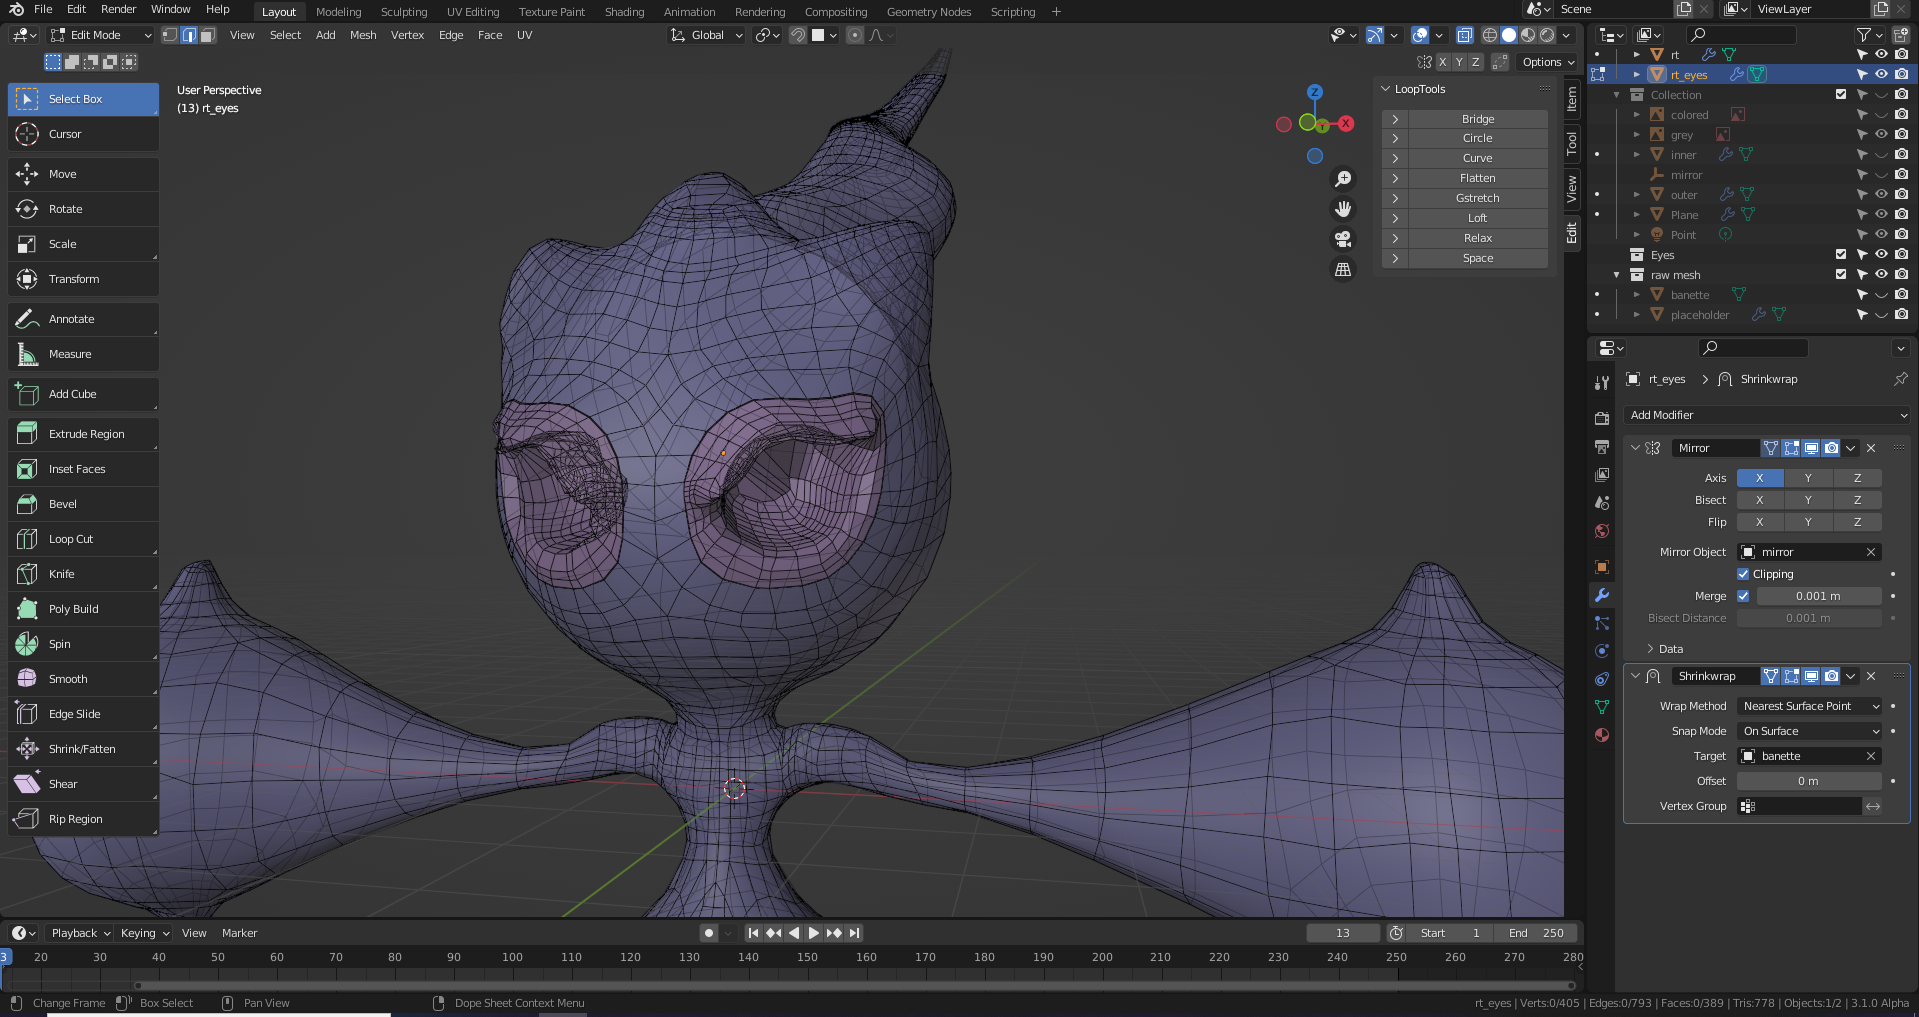 File Edit Render Window Help Layout Modeling Sculpting UV Editing Texture Paint Shading Animation Rendering Compositing Geometry Nodes Scripting + Scene ViewLayer
Edit Mode View Select Add Mesh Vertex Edge Face UV Global
X Y Z Options
User Perspective
(13) rt_eyes
Select Box
Cursor
Move
Rotate
Scale
Transform
Annotate
Measure
Add Cube
Extrude Region
Inset Faces
Bevel
Loop Cut
Knife
Poly Build
Spin
Smooth
Edge Slide
Shrink/Fatten
Shear
Rip Region
Z
X
LoopTools
Bridge
Circle
Curve
Flatten
Gstretch
Loft
Relax
Space
Item
Tool
View
Edit
rt
rt_eyes
Collection
colored
grey
inner
mirror
outer
Plane
Point
Eyes
raw mesh
banette
placeholder
rt_eyes Shrinkwrap
Add Modifier
Mirror
Axis X Y Z
Bisect X Y Z
Flip X Y Z
Mirror Object mirror
Clipping
Merge 0.001 m
Bisect Distance 0.001 m
Data
Shrinkwrap
Wrap Method Nearest Surface Point
Snap Mode On Surface
Target banette
Offset 0 m
Vertex Group
Playback Keying View Marker 13 Start 1 End 250
3 20 30 40 50 60 70 80 90 100 110 120 130 140 150 160 170 180 190 200 210 220 230 240 250 260 270 280
Change Frame Box Select Pan View Dope Sheet Context Menu rt_eyes | Verts:0/405 | Edges:0/793 | Faces:0/389 | Tris:778 | Objects:1/2 | 3.1.0 Alpha